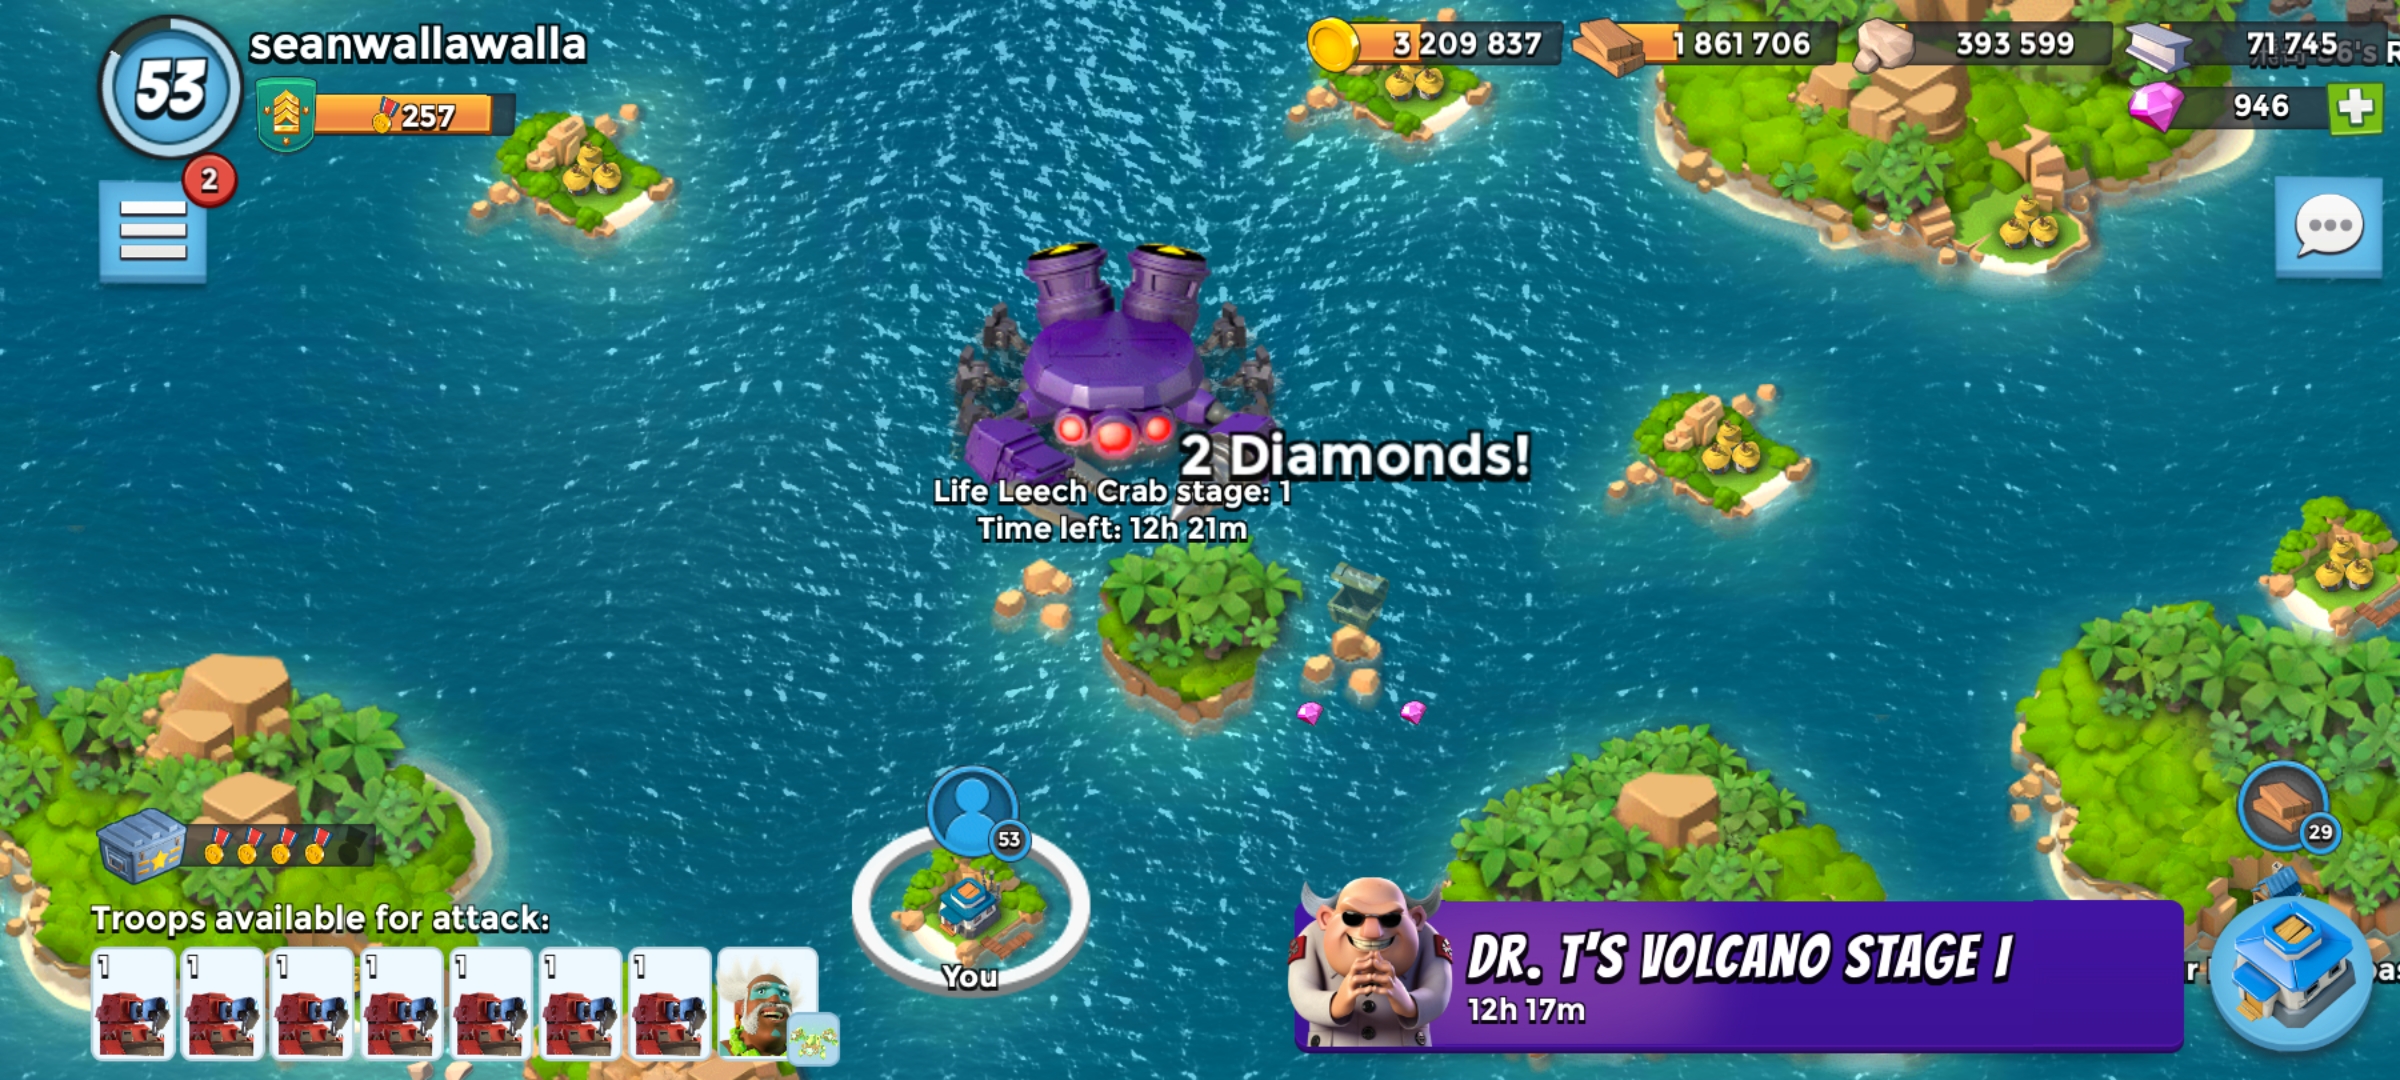 53
seanwallawalla
257
2
3 209 837
1 861 706
393 599
71 745
946
2 Diamonds!
Life Leech Crab stage: 1
Time left: 12h 21m
53
You
Troops available for attack:
1
1
1
1
1
1
1
DR. T'S VOLCANO STAGE I
12h 17m
29